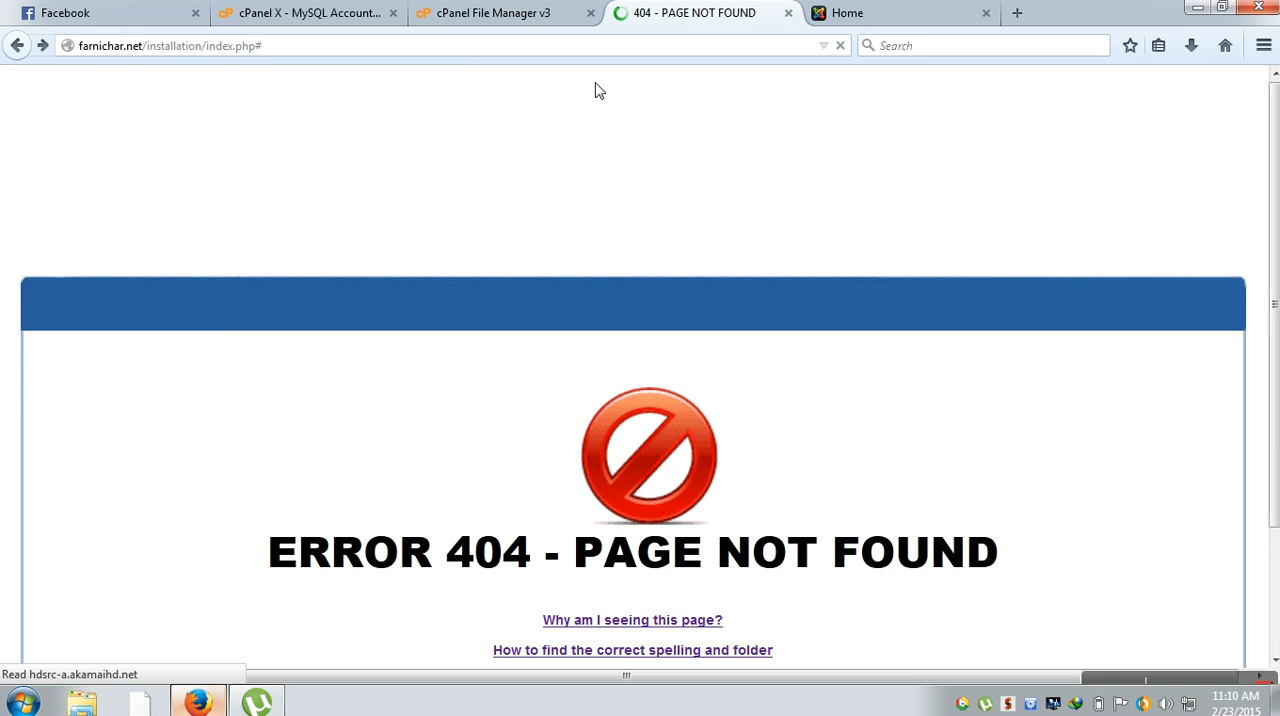 Facebook
cPanel X - MySQL Account...
cPanel File Manager v3
404 - PAGE NOT FOUND
Home
farnichar.net/installation/index.php#
Search
ERROR 404 - PAGE NOT FOUND
Why am I seeing this page?
How to find the correct spelling and folder
Read hdsrc-a.akamaihd.net
11:10 AM
2/23/2015